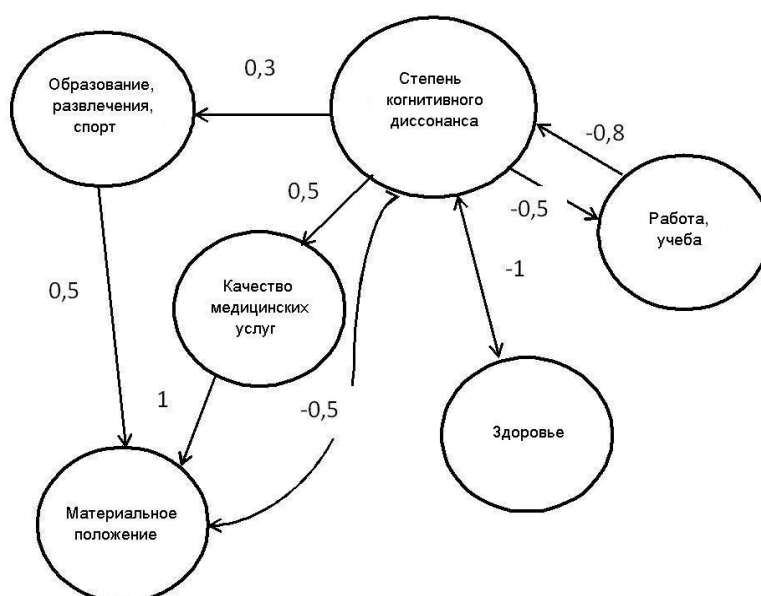 Образование,
развлечения,
спорт
0,3
Степень
когнитивного
диссонанса
-0,8
Работа,
учеба
-0,5
0,5
Качество
медицинских
услуг
0,5
-1
1
-0,5
Здоровье
Материальное
положение